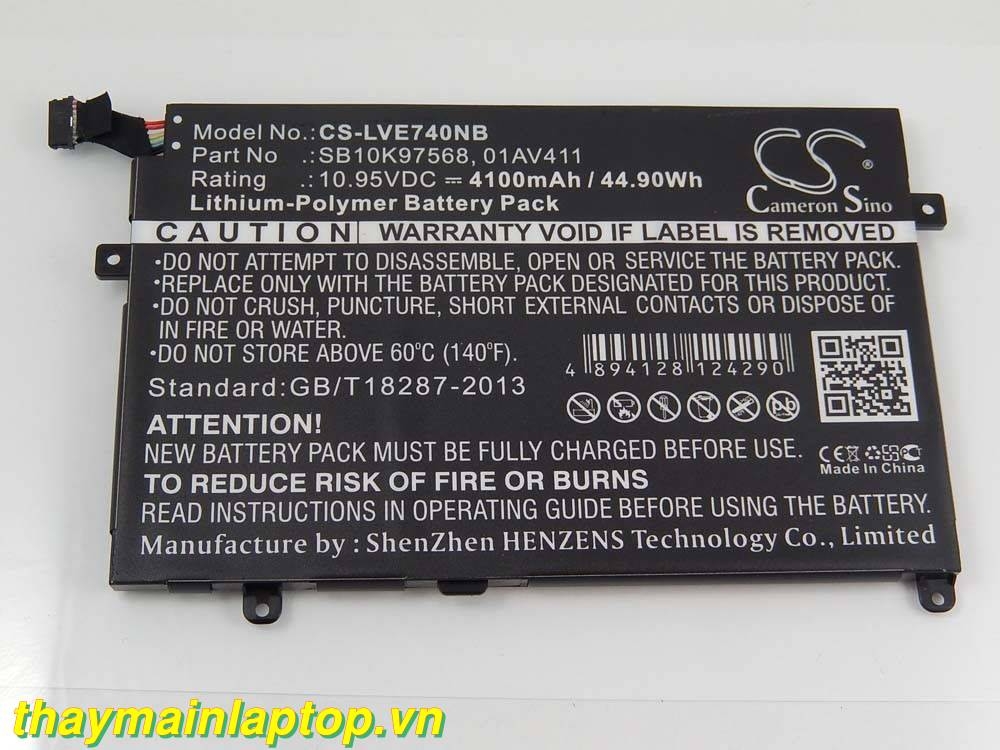 Model No.:CS-LVE740NB
Part No .:SB10K97568, 01AV411
Rating .:10.95VDC ⎓ 4100mAh / 44.90Wh
Lithium-Polymer Battery Pack
CS
®
Cameron Sino
CAUTION WARRANTY VOID IF LABEL IS REMOVED
•DO NOT ATTEMPT TO DISASSEMBLE, OPEN OR SERVICE THE BATTERY PACK.
•REPLACE ONLY WITH THE BATTERY PACK DESIGNATED FOR THIS PRODUCT.
•DO NOT CRUSH, PUNCTURE, SHORT EXTERNAL CONTACTS OR DISPOSE OF
IN FIRE OR WATER.
•DO NOT STORE ABOVE 60°C (140°F).
Standard:GB/T18287-2013
4 894128 124290
Pb
ATTENTION!
NEW BATTERY PACK MUST BE FULLY CHARGED BEFORE USE.
CE
Made In China
TO REDUCE RISK OF FIRE OR BURNS
READ INSTRUCTIONS IN OPERATING GUIDE BEFORE USING THIS BATTERY.
Manufacture by : ShenZhen HENZENS Technology Co., Limited
thaymainlaptop.vn